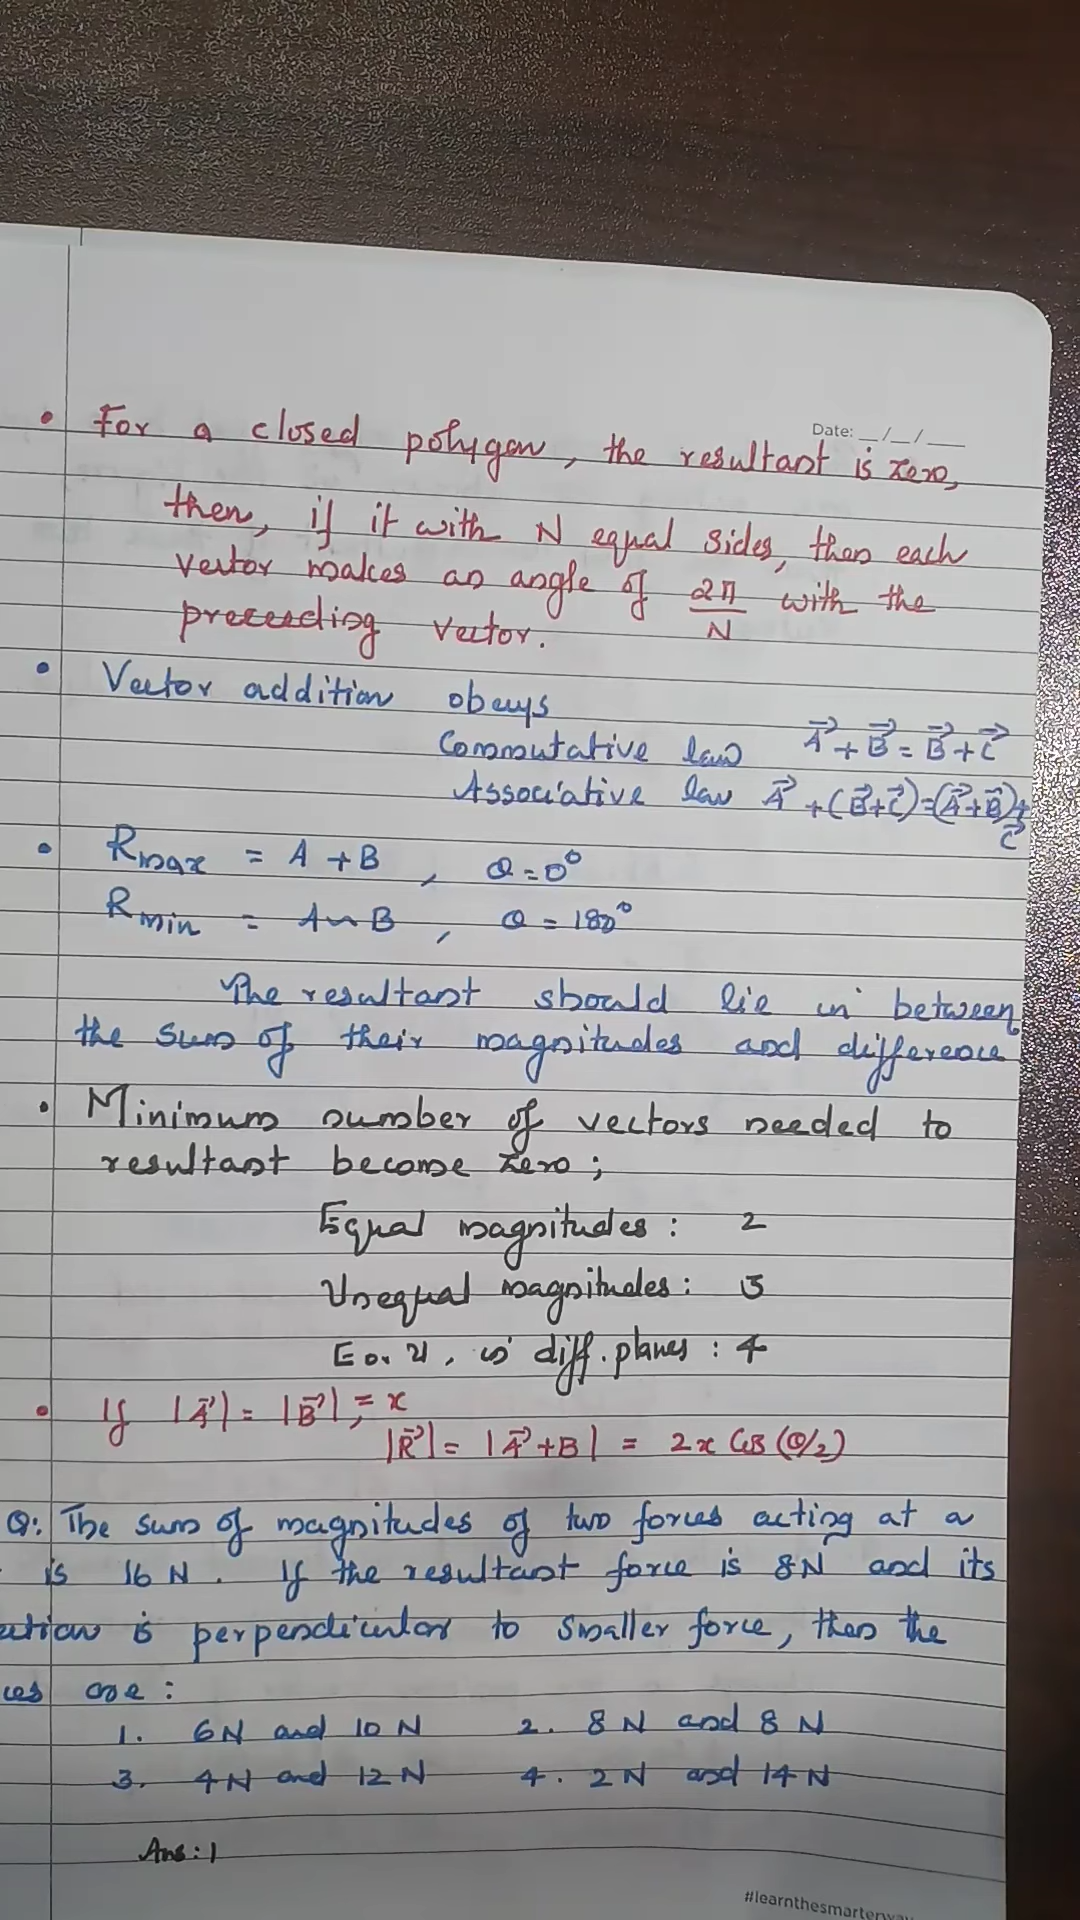 Date: _/_/__
• For a closed polygon, the resultant is zero,
then, if it with N equal sides, then each
vector makes an angle of 2π/N with the
preceeding vector.
• Vector addition obeys
Commutative law A⃗ + B⃗ = B⃗ + C⃗
Associative law A⃗ + (B⃗+C⃗) = (A⃗+B⃗)+
C⃗
• Rmax = A + B , θ = 0°
Rmin = A ~ B , θ = 180°
The resultant should lie in between
the sum of their magnitudes and difference
• Minimum number of vectors needed to
resultant become zero ;
Equal magnitudes : 2
Unequal magnitudes : 3
E or U, in diff. planes : 4
• If |A⃗| = |B⃗| = x
|R⃗| = |A⃗+B| = 2x Cos (θ/2)
Q: The sum of magnitudes of two forces acting at a
is 16 N . If the resultant force is 8N and its
ction is perpendicular to smaller force, then the
ces are :
1. 6N and 10 N 2. 8 N and 8 N
3. 4N and 12 N 4. 2N and 14 N
Ans : 1
#learnthesmarterway